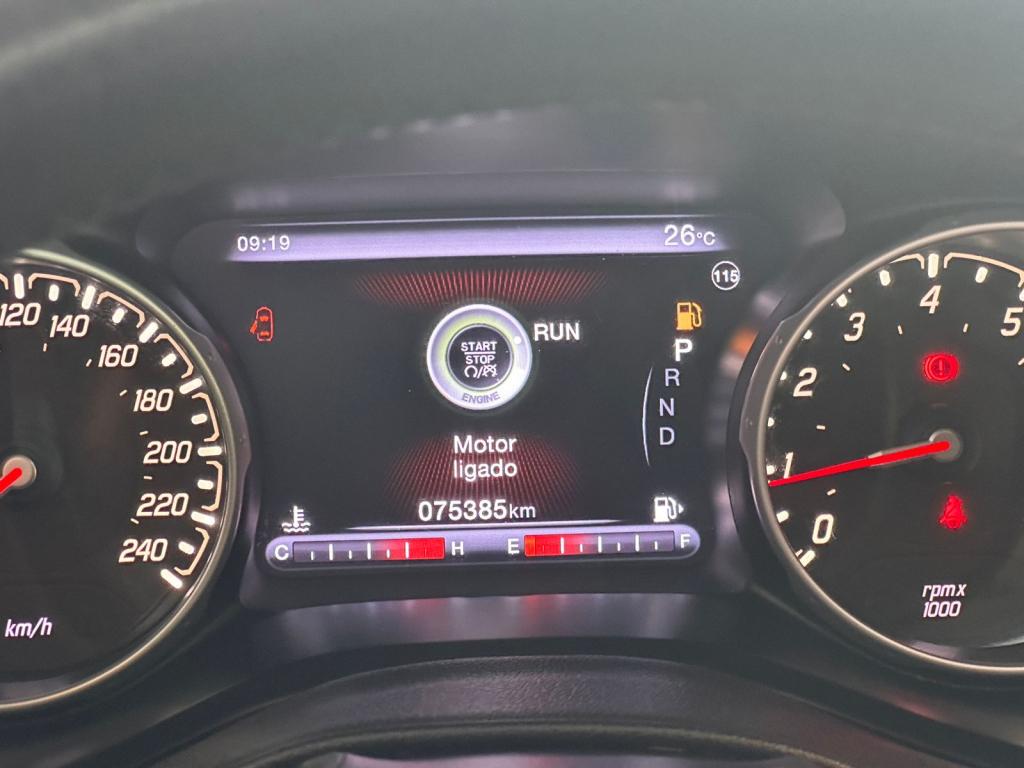 09:19
26°C
115
RUN
START
STOP
ENGINE
P
R
N
D
Motor
ligado
075385km
C H E F
120
140
160
180
200
220
240
km/h
0
1
2
3
4
5
rpm x
1000